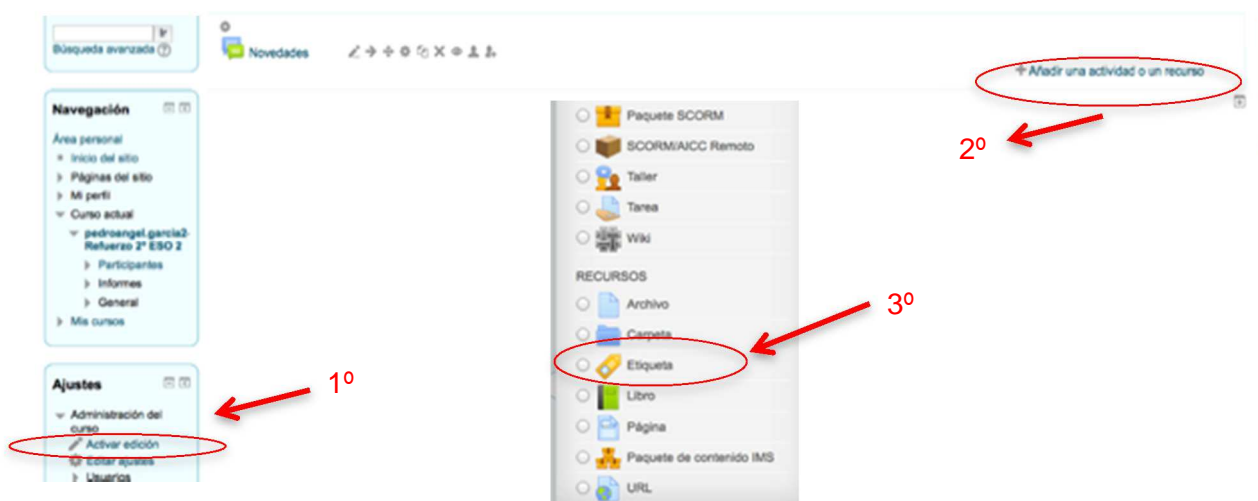 Ir
Búsqueda avanzada
Novedades
+ Añadir una actividad o un recurso
Navegación
Área personal
Inicio del sitio
Páginas del sitio
Mi perfil
Curso actual
pedroangel.garcia2-
Refuerzo 2º ESO 2
Participantes
Informes
General
Mis cursos
Ajustes
Administración del
curso
Activar edición
Editar ajustes
Usuarios
1º
Paquete SCORM
SCORM/AICC Remoto
Taller
Tarea
Wiki
RECURSOS
Archivo
Carpeta
Etiqueta
Libro
Página
Paquete de contenido IMS
URL
2º
3º